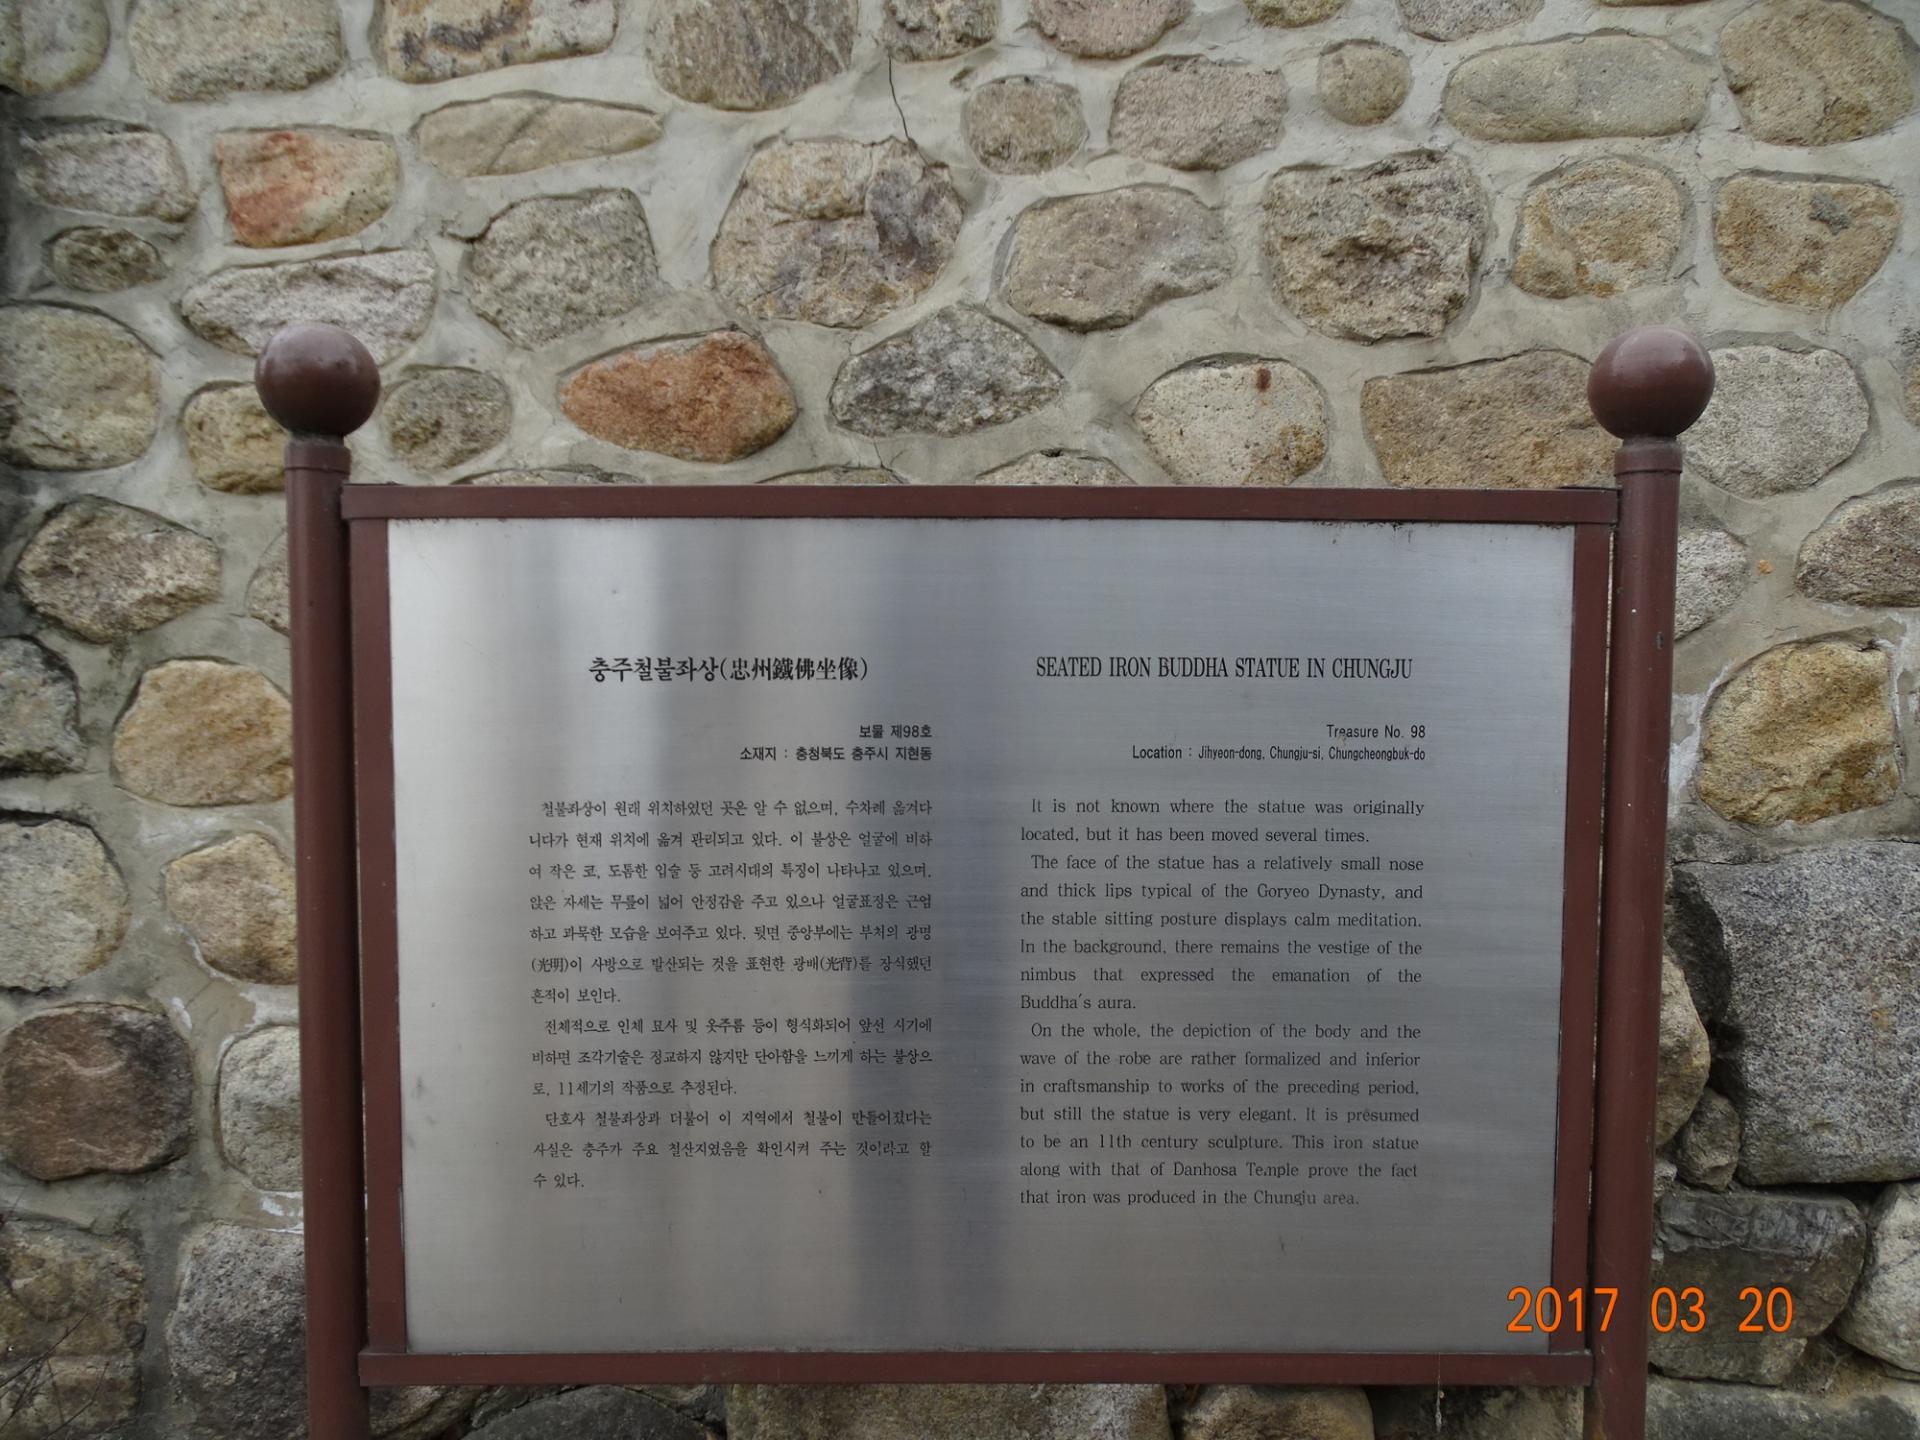 충주철불좌상(忠州鐵佛坐像)
보물 제98호
소재지 : 충청북도 충주시 지현동
철불좌상이 원래 위치하였던 곳은 알 수 없으며, 수차례 옮겨다
니다가 현재 위치에 옮겨 관리되고 있다. 이 불상은 얼굴에 비하
여 작은 코, 도톰한 입술 등 고려시대의 특징이 나타나고 있으며,
앉은 자세는 무릎이 넓어 안정감을 주고 있으나 얼굴표정은 근엄
하고 과묵한 모습을 보여주고 있다. 뒷면 중앙부에는 부처의 광명
(光明)이 사방으로 발산되는 것을 표현한 광배(光背)를 장식했던
흔적이 보인다.
전체적으로 인체 묘사 및 옷주름 등이 형식화되어 앞선 시기에
비하면 조각기술은 정교하지 않지만 단아함을 느끼게 하는 불상으
로, 11세기의 작품으로 추정된다.
단호사 철불좌상과 더불어 이 지역에서 철불이 만들어졌다는
사실은 충주가 주요 철산지였음을 확인시켜 주는 것이라고 할
수 있다.
SEATED IRON BUDDHA STATUE IN CHUNGJU
Treasure No. 98
Location : Jihyeon-dong, Chungju-si, Chungcheongbuk-do
It is not known where the statue was originally
located, but it has been moved several times.
The face of the statue has a relatively small nose
and thick lips typical of the Goryeo Dynasty, and
the stable sitting posture displays calm meditation.
In the background, there remains the vestige of the
nimbus that expressed the emanation of the
Buddha's aura.
On the whole, the depiction of the body and the
wave of the robe are rather formalized and inferior
in craftsmanship to works of the preceding period,
but still the statue is very elegant. It is presumed
to be an 11th century sculpture. This iron statue
along with that of Danhosa Temple prove the fact
that iron was produced in the Chungju area.
2017 03 20